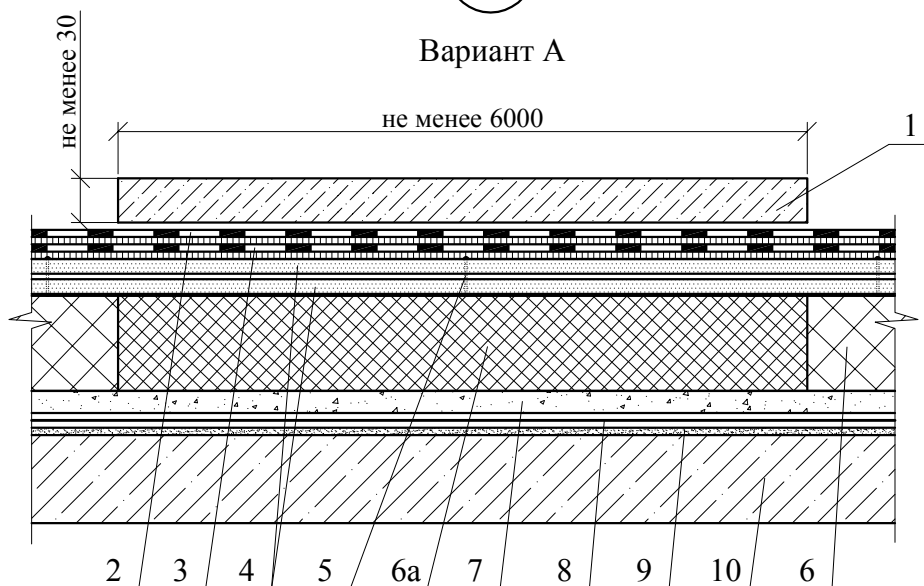 Вариант А
не менее 30
не менее 6000
1
2 3 4 5 6а 7 8 9 10 6